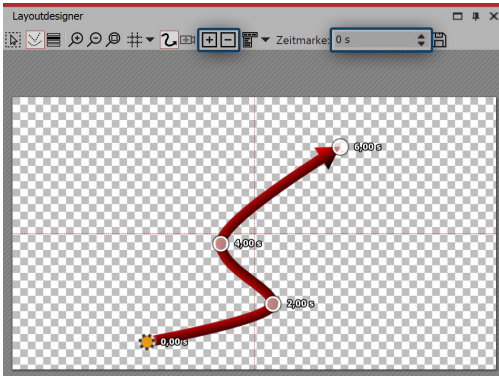 Layoutdesigner
Zeitmarke: 0 s
6,00 s
4,00 s
2,00 s
0,00 s